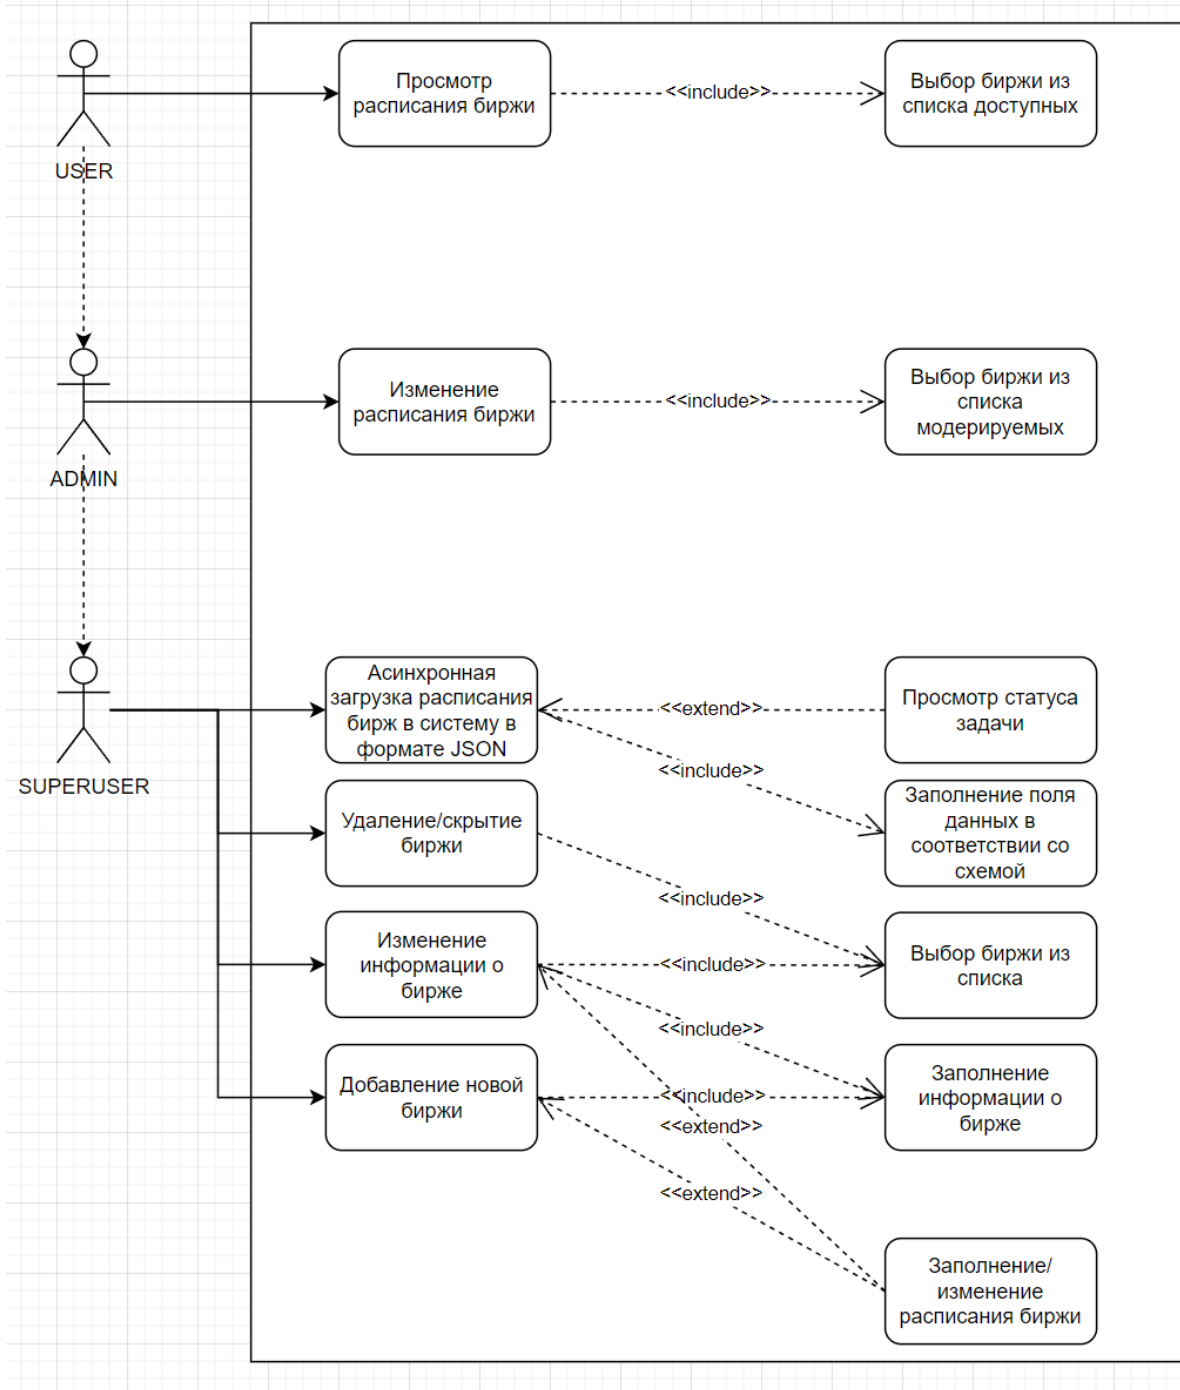 USER
Просмотр
расписания биржи
<<include>>
Выбор биржи из
списка доступных
ADMIN
Изменение
расписания биржи
<<include>>
Выбор биржи из
списка
модерируемых
SUPERUSER
Асинхронная
загрузка расписания
бирж в систему в
формате JSON
<<extend>>
Просмотр статуса
задачи
<<include>>
Заполнение поля
данных в
соответствии со
схемой
Удаление/скрытие
биржи
<<include>>
Изменение
информации о
бирже
<<include>>
Выбор биржи из
списка
<<include>>
Добавление новой
биржи
<<include>>
Заполнение
информации о
бирже
<<extend>>
<<extend>>
Заполнение/
изменение
расписания биржи